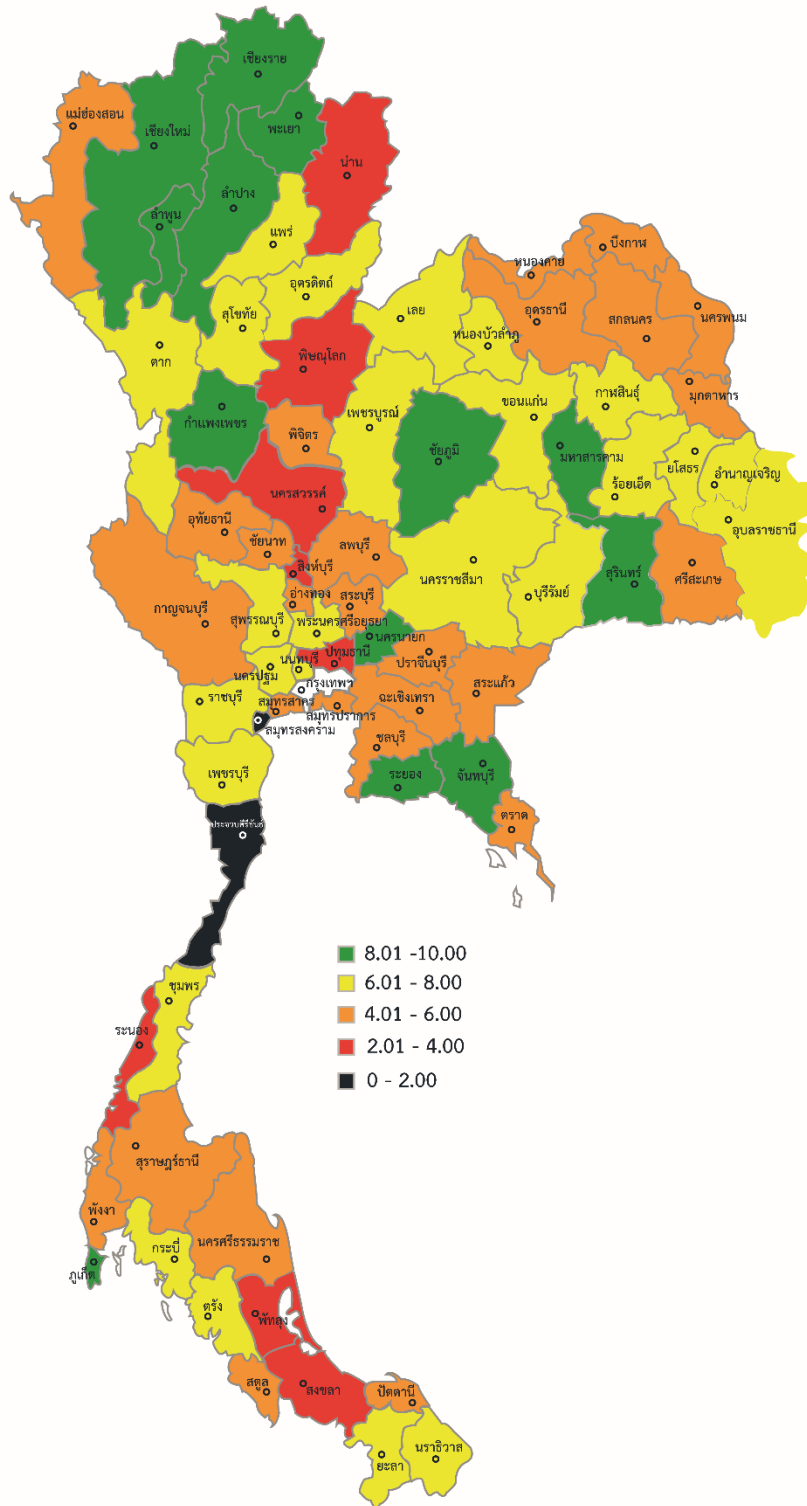 เชียงราย
แม่ฮ่องสอน
พะเยา
เชียงใหม่
น่าน
ลำปาง
ลำพูน
แพร่
บึงกาฬ
หนองคาย
อุตรดิตถ์
สุโขทัย
เลย
อุดรธานี
สกลนคร
นครพนม
หนองบัวลำภู
ตาก
พิษณุโลก
มุกดาหาร
กาฬสินธุ์
เพชรบูรณ์
ขอนแก่น
กำแพงเพชร
พิจิตร
ชัยภูมิ
มหาสารคาม
ยโสธร
อำนาญเจริญ
ร้อยเอ็ด
นครสวรรค์
อุทัยธานี
อุบลราชธานี
ชัยนาท
ลพบุรี
สิงห์บุรี
นครราชสีมา
สุรินทร์
ศรีสะเกษ
อ่างทอง
สระบุรี
บุรีรัมย์
กาญจนบุรี
สุพรรณบุรี
พระนครศรีอยุธยา
นครนายก
ปทุมธานี
นนทบุรี
ปราจีนบุรี
นครปฐม
กรุงเทพฯ
สระแก้ว
ราชบุรี
สมุทรสาคร
ฉะเชิงเทรา
สมุทรปราการ
สมุทรสงคราม
ชลบุรี
เพชรบุรี
ระยอง
จันทบุรี
ตราด
ประจวบคีรีขันธ์
8.01 -10.00
6.01 - 8.00
4.01 - 6.00
2.01 - 4.00
0 - 2.00
ชุมพร
ระนอง
สุราษฎร์ธานี
พังงา
นครศรีธรรมราช
กระบี่
ภูเก็ต
ตรัง
พัทลุง
สตูล
สงขลา
ปัตตานี
นราธิวาส
ยะลา